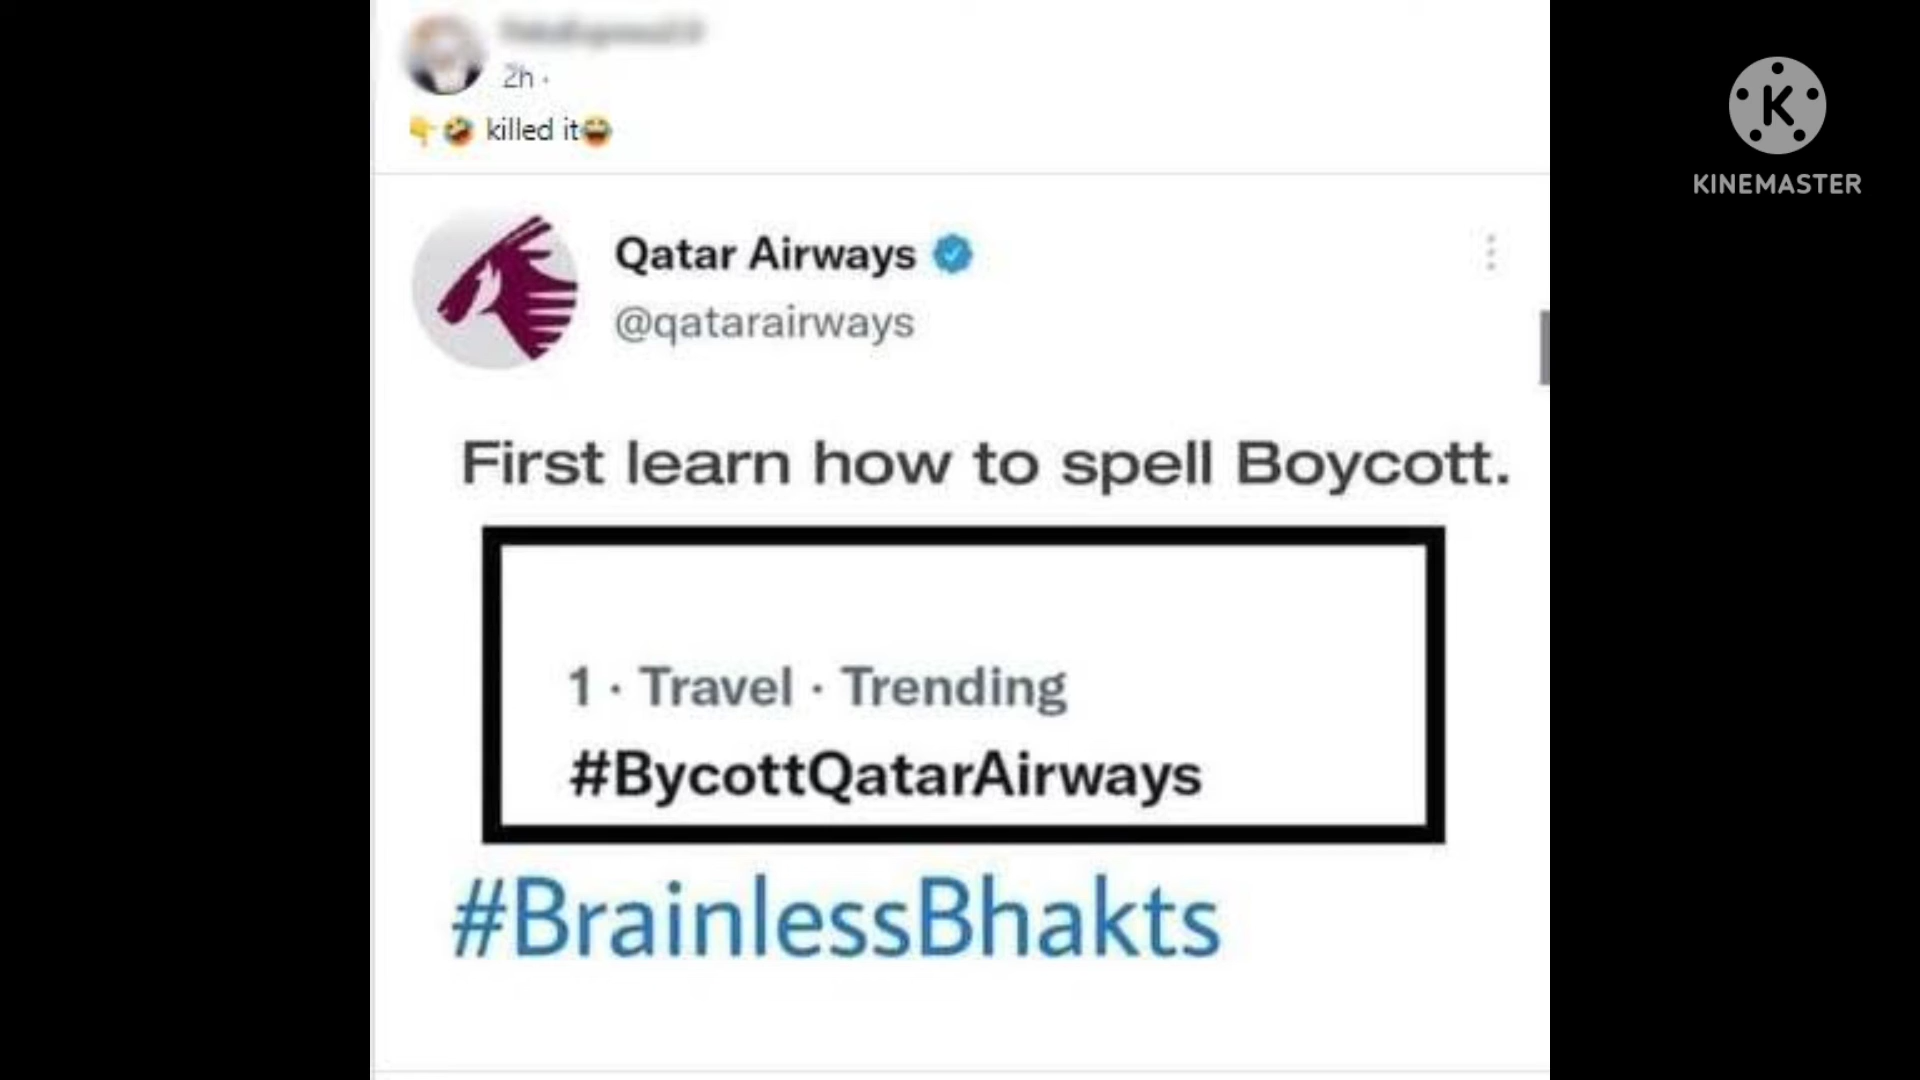 2h ·
👇🤣 killed it😂
Qatar Airways
@qatarairways
First learn how to spell Boycott.
1 · Travel · Trending
#BycottQatarAirways
#BrainlessBhakts
K
KINEMASTER